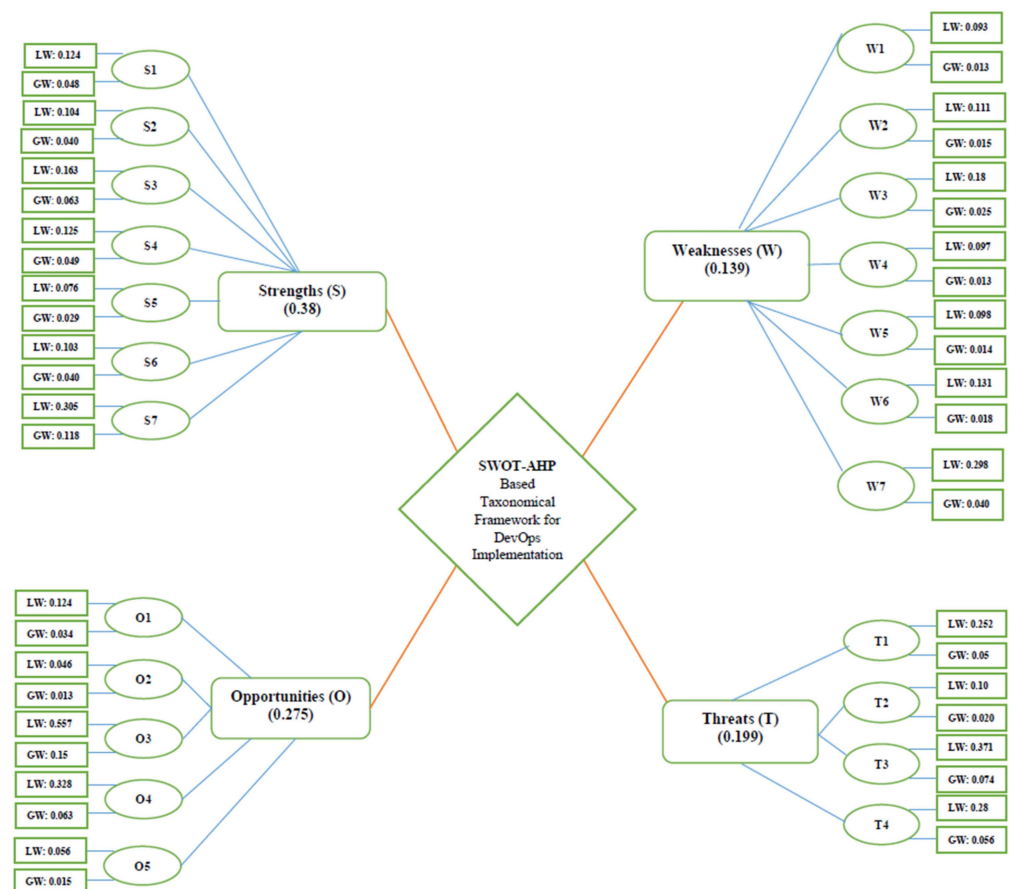 LW: 0.124
S1
GW: 0.048
LW: 0.104
S2
GW: 0.040
LW: 0.163
S3
GW: 0.063
LW: 0.125
S4
GW: 0.049
LW: 0.076
S5
GW: 0.029
LW: 0.103
S6
GW: 0.040
LW: 0.305
S7
GW: 0.118
Strengths (S)
(0.38)
LW: 0.093
W1
GW: 0.013
LW: 0.111
W2
GW: 0.015
LW: 0.18
W3
GW: 0.025
LW: 0.097
W4
GW: 0.013
LW: 0.098
W5
GW: 0.014
LW: 0.131
W6
GW: 0.018
LW: 0.298
W7
GW: 0.040
Weaknesses (W)
(0.139)
SWOT-AHP
Based
Taxonomical
Framework for
DevOps
Implementation
LW: 0.124
O1
GW: 0.034
LW: 0.046
O2
GW: 0.013
LW: 0.557
O3
GW: 0.15
LW: 0.328
O4
GW: 0.063
LW: 0.056
O5
GW: 0.015
Opportunities (O)
(0.275)
LW: 0.252
T1
GW: 0.05
LW: 0.10
T2
GW: 0.020
LW: 0.371
T3
GW: 0.074
LW: 0.28
T4
GW: 0.056
Threats (T)
(0.199)